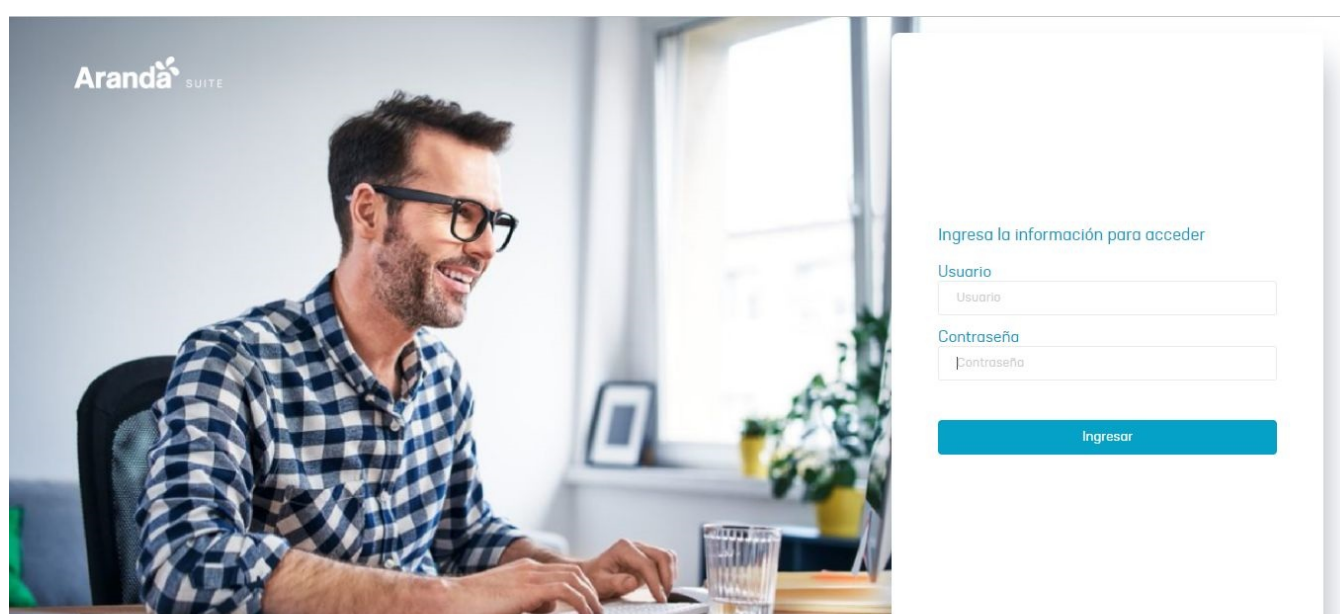 Aranda SUITE
Ingresa la información para acceder
Usuario
Usuario
Contraseña
Contraseña
Ingresar